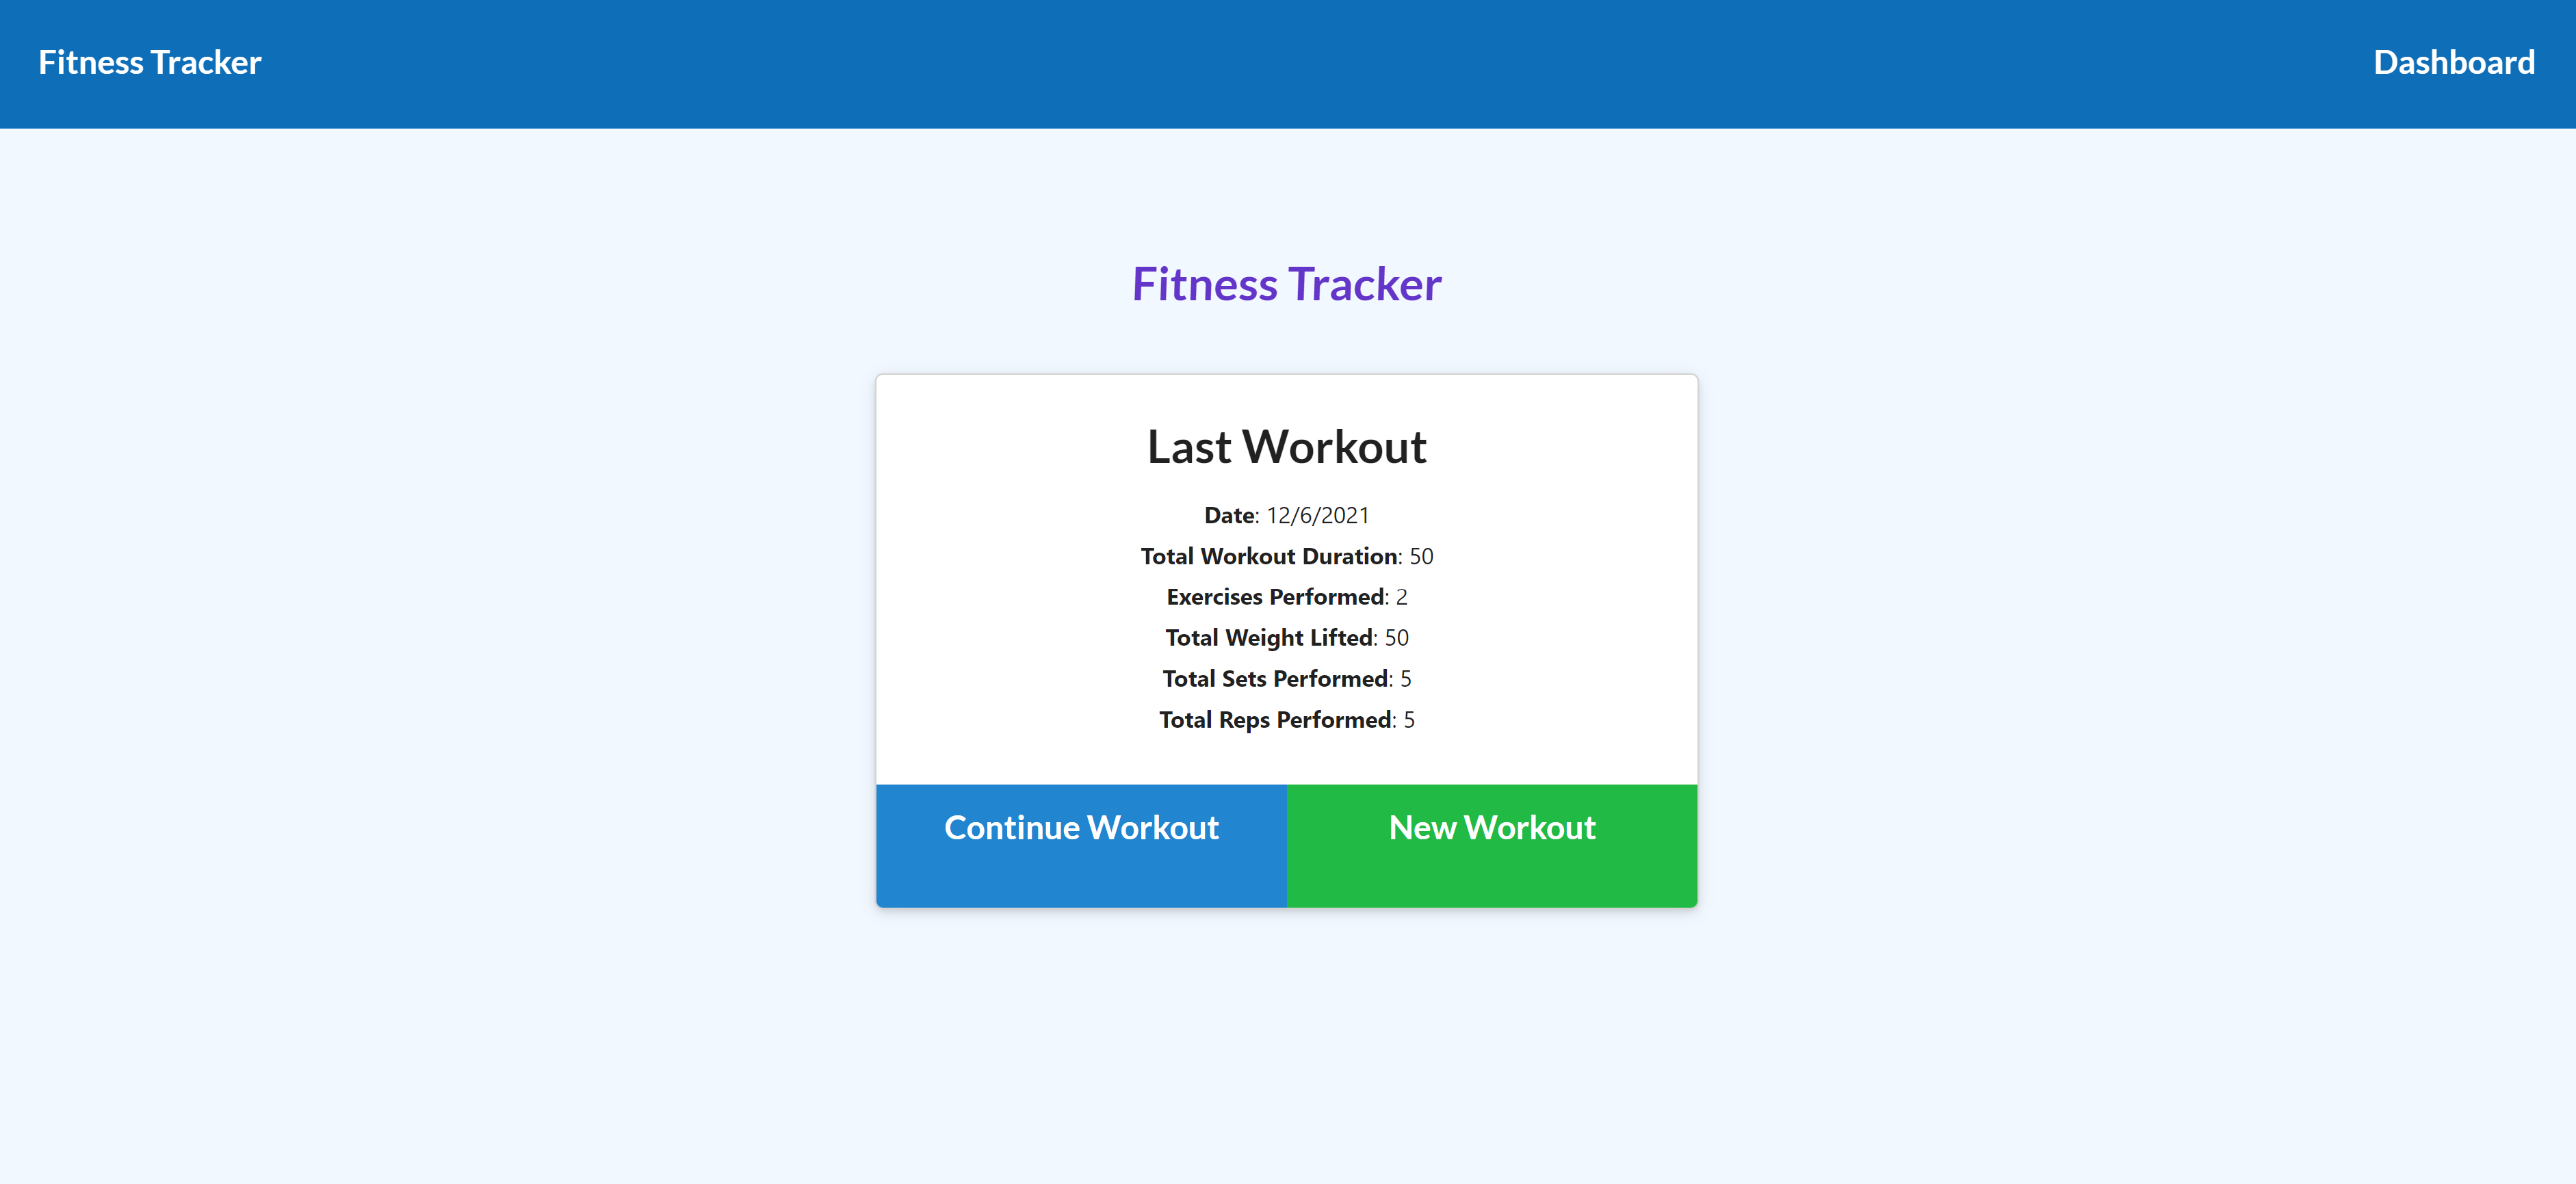 Fitness Tracker
Dashboard
Fitness Tracker
Last Workout
Date: 12/6/2021
Total Workout Duration: 50
Exercises Performed: 2
Total Weight Lifted: 50
Total Sets Performed: 5
Total Reps Performed: 5
Continue Workout
New Workout